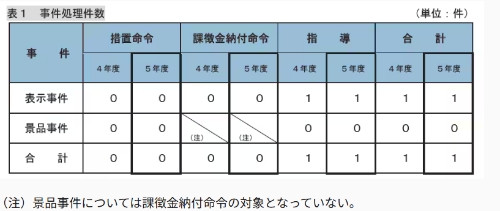 表１　事件処理件数　（単位：件）
事　件　措置命令　課徴金納付命令　指　導　合　計
４年度　５年度　４年度　５年度　４年度　５年度　４年度　５年度
表示事件　０　０　０　０　１　１　１　１
景品事件　０　０　（注）　（注）　０　０　０　０
合　計　０　０　０　０　１　１　１　１
（注）景品事件については課徴金納付命令の対象となっていない。